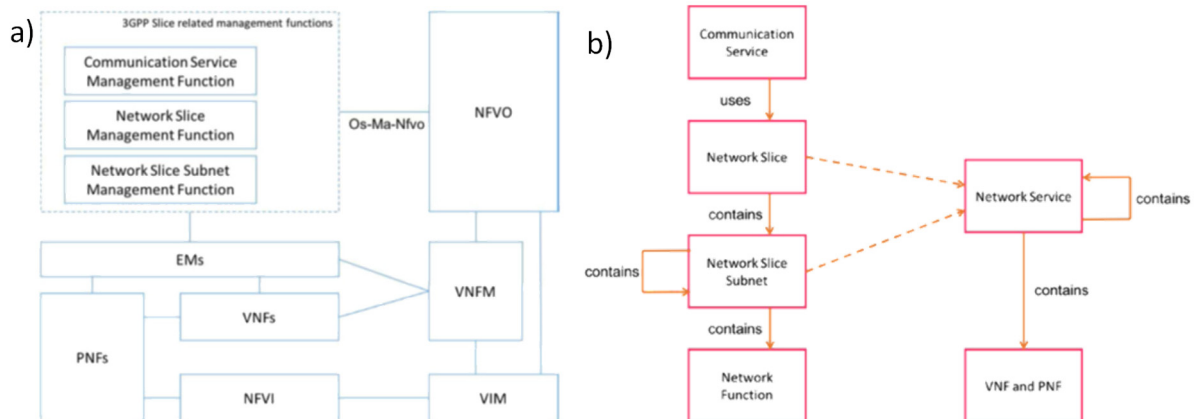 a)
3GPP Slice related management functions
Communication Service
Management Function
Network Slice
Management Function
Network Slice Subnet
Management Function
Os-Ma-Nfvo
NFVO
EMs
VNFs
VNFM
PNFs
NFVI
VIM
b)
Communication
Service
uses
Network Slice
contains
Network Service
contains
contains
Network Slice
Subnet
contains
contains
Network
Function
VNF and PNF